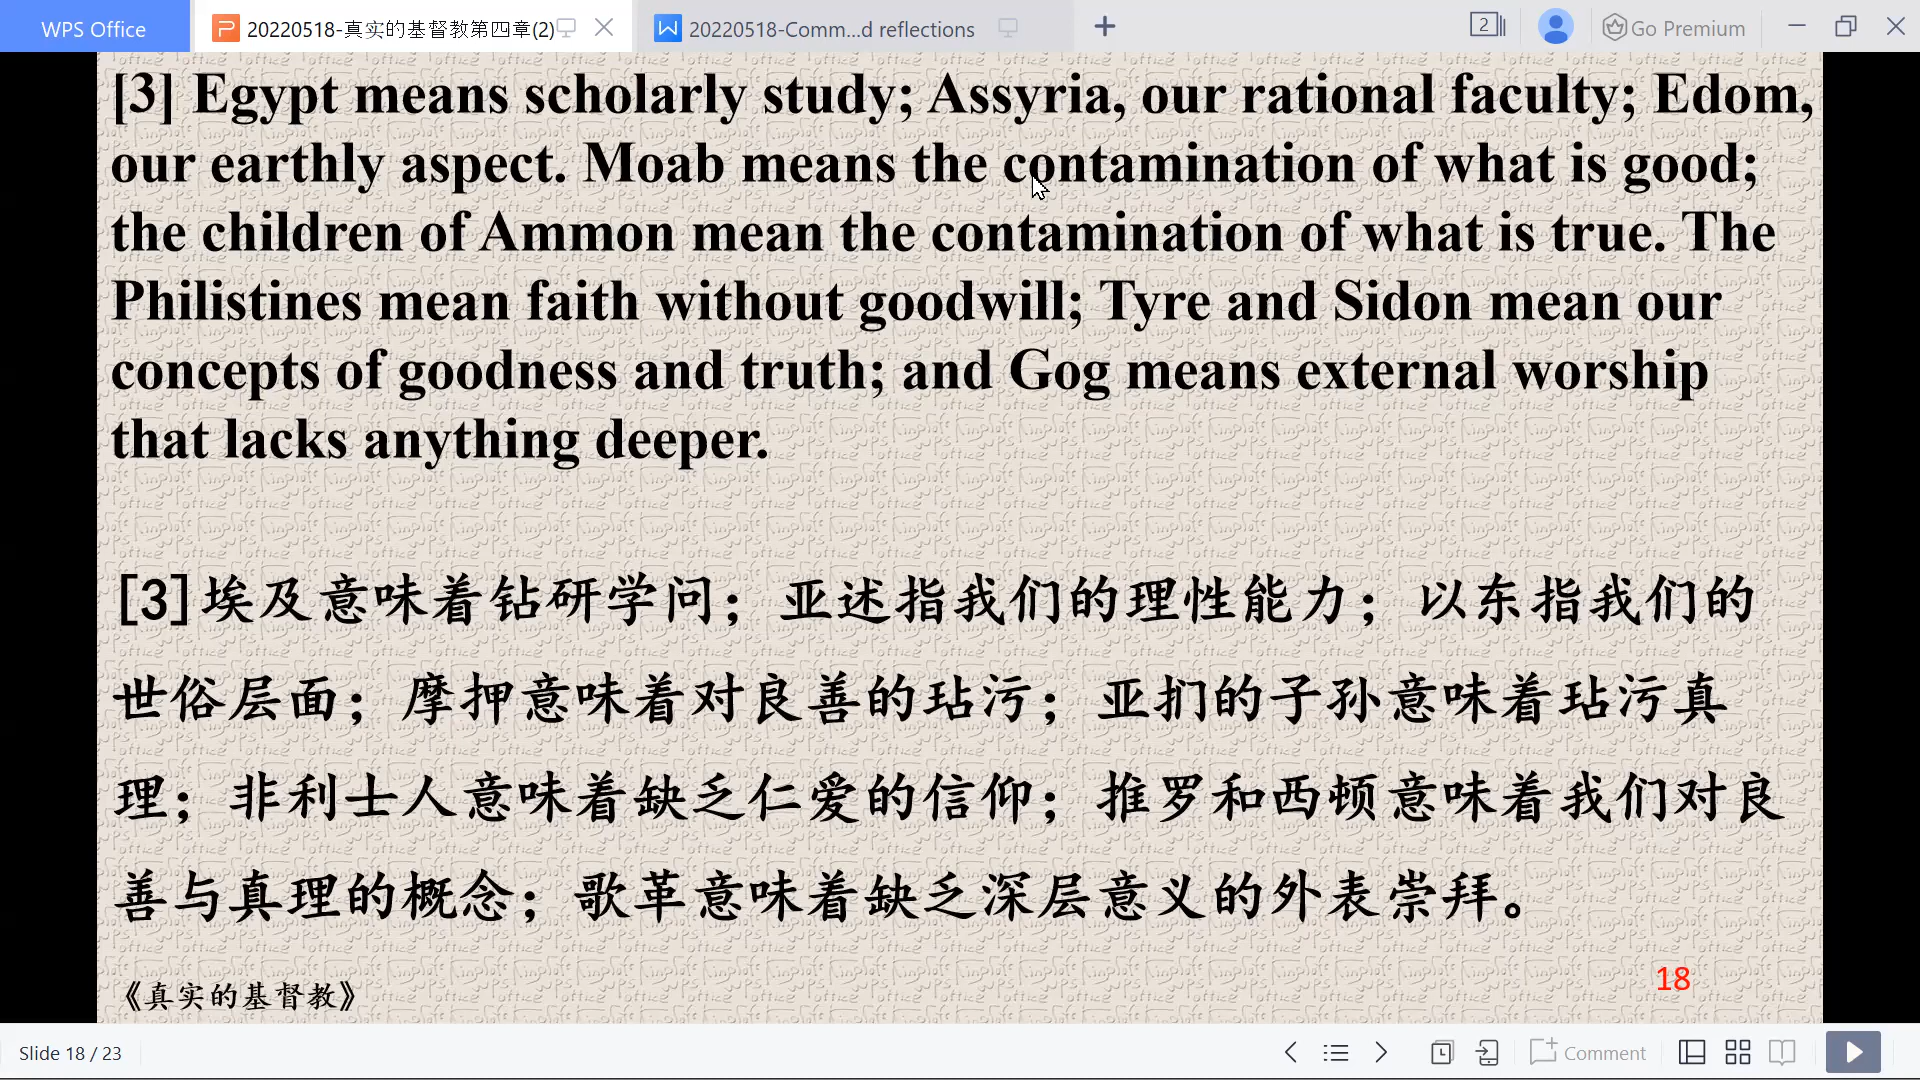 WPS Office
20220518-真实的基督教第四章(2)
20220518-Comm...d reflections
2
Go Premium
[3] Egypt means scholarly study; Assyria, our rational faculty; Edom,
our earthly aspect. Moab means the contamination of what is good;
the children of Ammon mean the contamination of what is true. The
Philistines mean faith without goodwill; Tyre and Sidon mean our
concepts of goodness and truth; and Gog means external worship
that lacks anything deeper.
[3]埃及意味着钻研学问；亚述指我们的理性能力；以东指我们的
世俗层面；摩押意味着对良善的玷污；亚扪的子孙意味着玷污真
理；非利士人意味着缺乏仁爱的信仰；推罗和西顿意味着我们对良
善与真理的概念；歌革意味着缺乏深层意义的外表崇拜。
《真实的基督教》
18
Slide 18 / 23
Comment